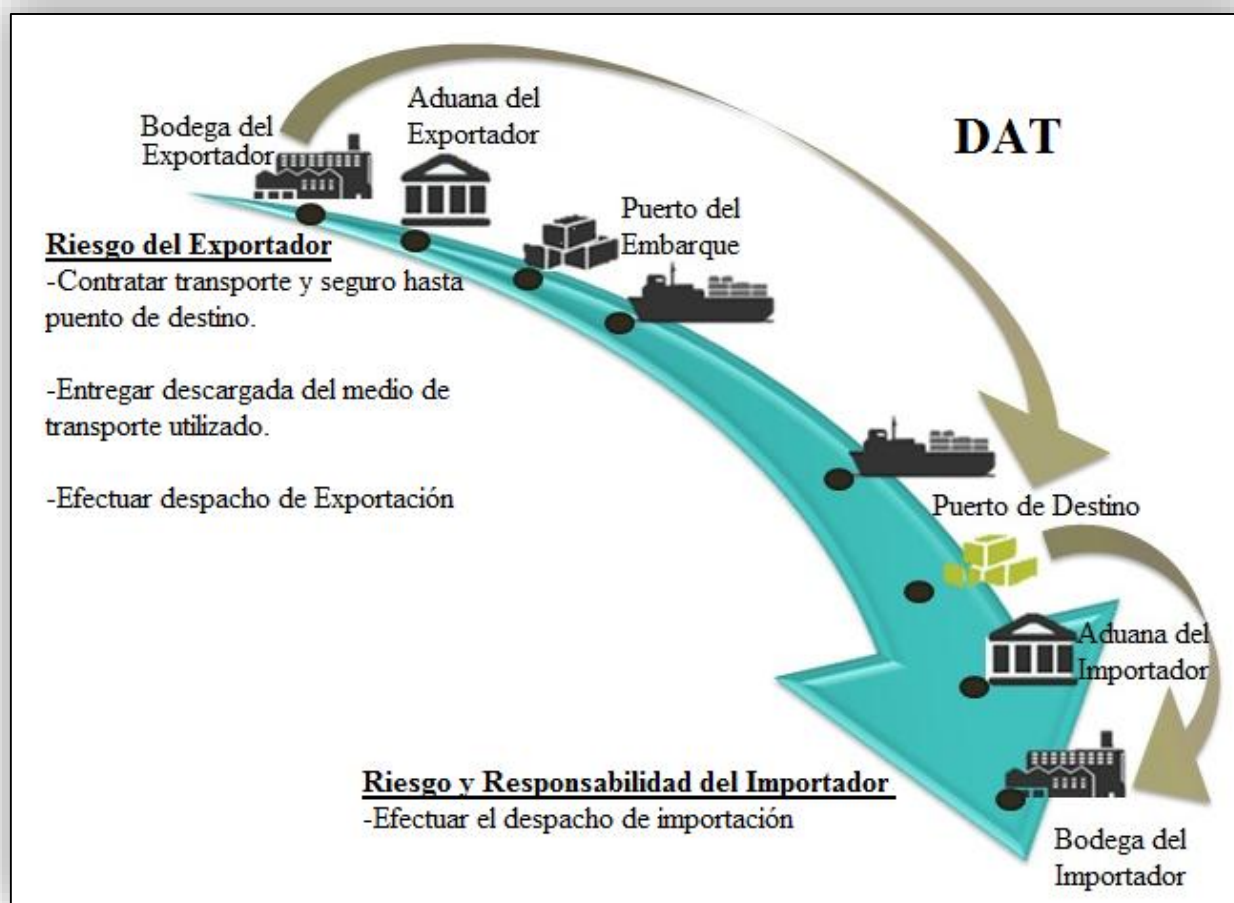 DAT
Bodega del
Exportador
Aduana del
Exportador
Puerto del
Embarque
Riesgo del Exportador
-Contratar transporte y seguro hasta
puento de destino.
-Entregar descargada del medio de
transporte utilizado.
-Efectuar despacho de Exportación
Puerto de Destino
Aduana del
Importador
Riesgo y Responsabilidad del Importador
-Efectuar el despacho de importación
Bodega del
Importador